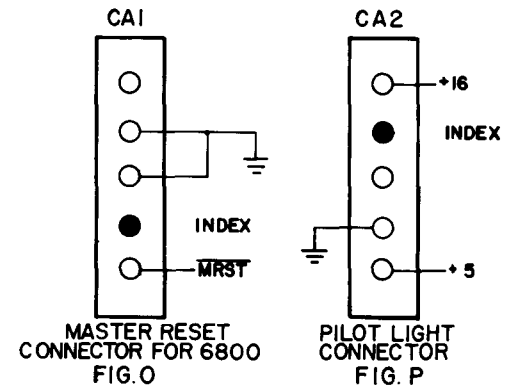 CA1
INDEX
MRST
MASTER RESET
CONNECTOR FOR 6800
FIG. O
CA2
+16
INDEX
+5
PILOT LIGHT
CONNECTOR
FIG. P